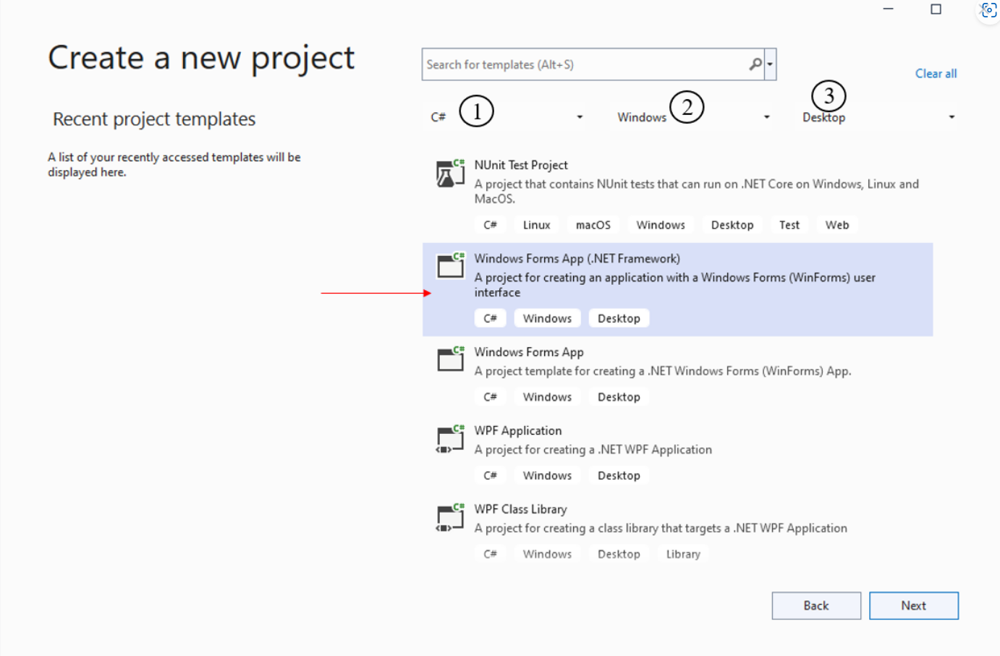 Create a new project
Search for templates (Alt+S)
Clear all
C# 1 Windows 2 Desktop 3
Recent project templates
A list of your recently accessed templates will be
displayed here.
C#
NUnit Test Project
A project that contains NUnit tests that can run on .NET Core on Windows, Linux and
MacOS.
C# Linux macOS Windows Desktop Test Web
C#
Windows Forms App (.NET Framework)
A project for creating an application with a Windows Forms (WinForms) user
interface
C# Windows Desktop
C#
Windows Forms App
A project template for creating a .NET Windows Forms (WinForms) App.
C# Windows Desktop
C#
WPF Application
A project for creating a .NET WPF Application
C# Windows Desktop
C#
WPF Class Library
A project for creating a class library that targets a .NET WPF Application
C# Windows Desktop Library
Back Next